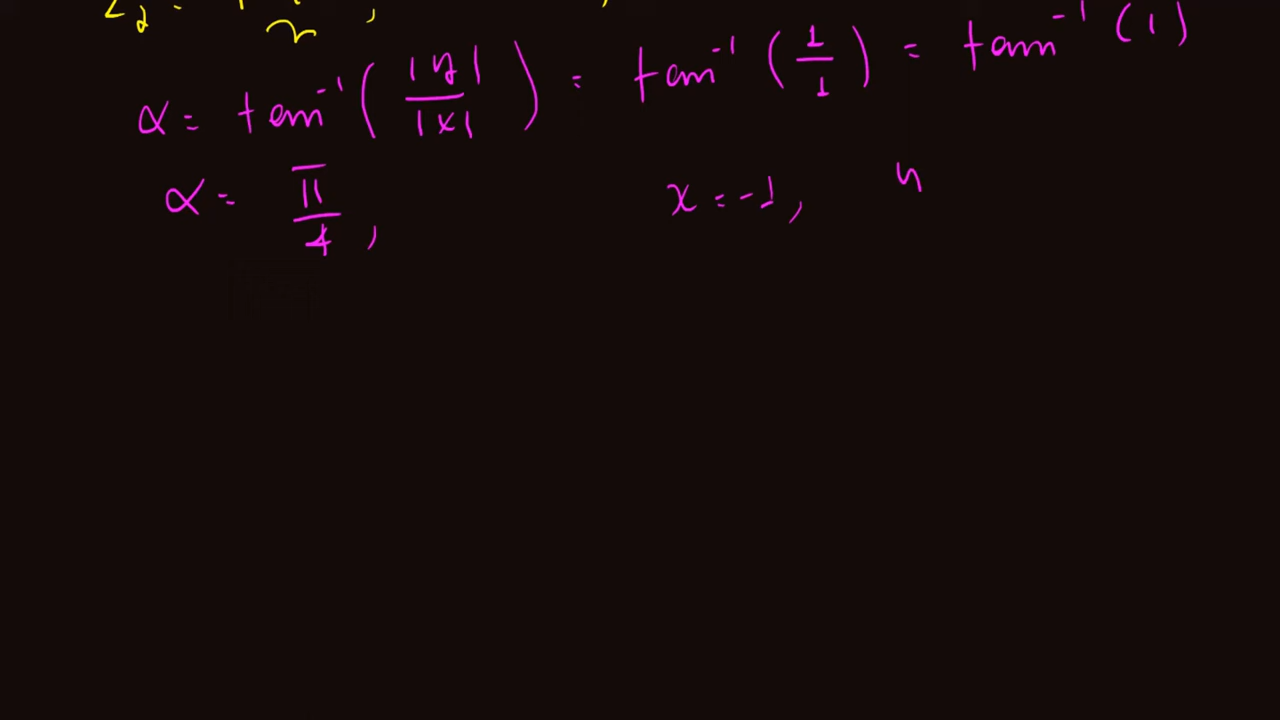 α = tan⁻¹ ( |y| / |x| ) = tan⁻¹ ( 1 / 1 ) = tan⁻¹ (1)
α = π / 4 , x = -1 ,